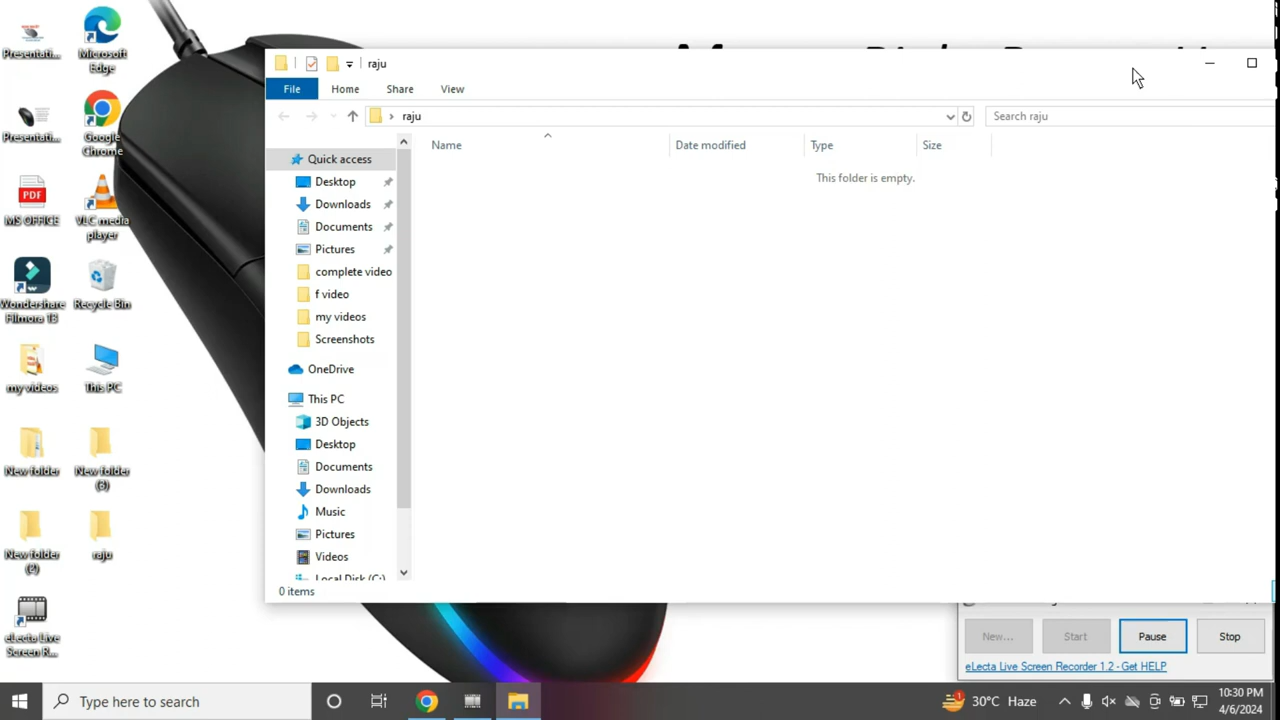 Presentati...
Microsoft
Edge
Presentati...
Google
Chrome
PDF
MS OFFICE
VLC media
player
Wondershare
Filmora 13
Recycle Bin
my videos
This PC
New folder
New folder
(3)
New folder
(2)
raju
eLecta Live
Screen R...
raju
File
Home
Share
View
raju
Search raju
Name
Date modified
Type
Size
This folder is empty.
Quick access
Desktop
Downloads
Documents
Pictures
complete video
f video
my videos
Screenshots
OneDrive
This PC
3D Objects
Desktop
Documents
Downloads
Music
Pictures
Videos
Local Disk (C:)
0 items
New...
Start
Pause
Stop
eLecta Live Screen Recorder 1.2 - Get HELP
Type here to search
1
30°C Haze
10:30 PM
4/6/2024